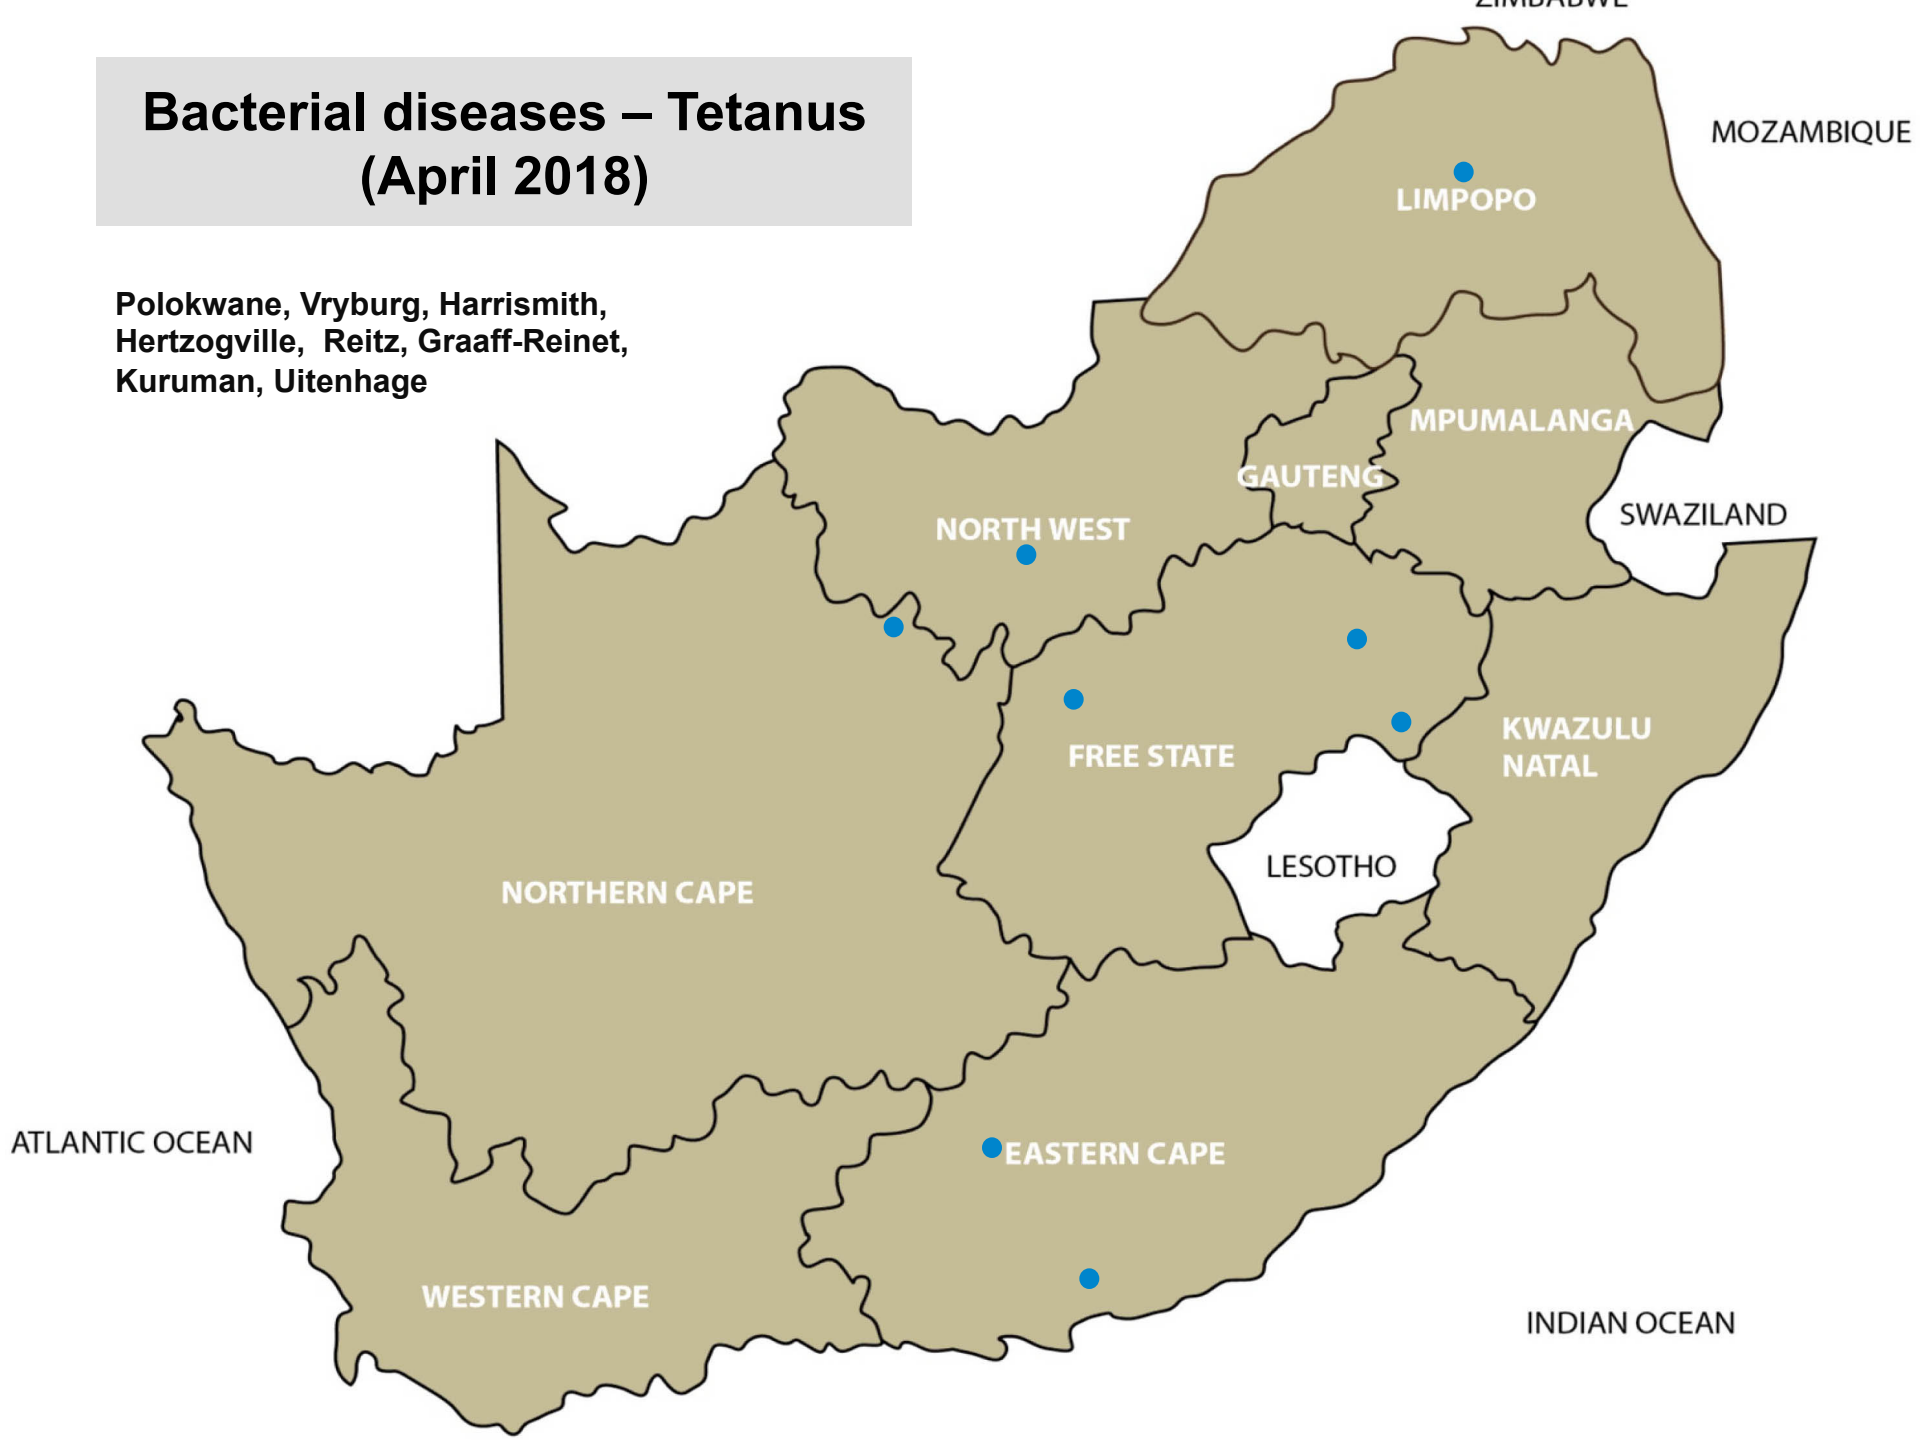 ZIMBABWE
Bacterial diseases – Tetanus
(April 2018)
MOZAMBIQUE
LIMPOPO
Polokwane, Vryburg, Harrismith,
Hertzogville, Reitz, Graaff-Reinet,
Kuruman, Uitenhage
MPUMALANGA
GAUTENG
SWAZILAND
NORTH WEST
KWAZULU
NATAL
FREE STATE
LESOTHO
NORTHERN CAPE
ATLANTIC OCEAN
EASTERN CAPE
WESTERN CAPE
INDIAN OCEAN